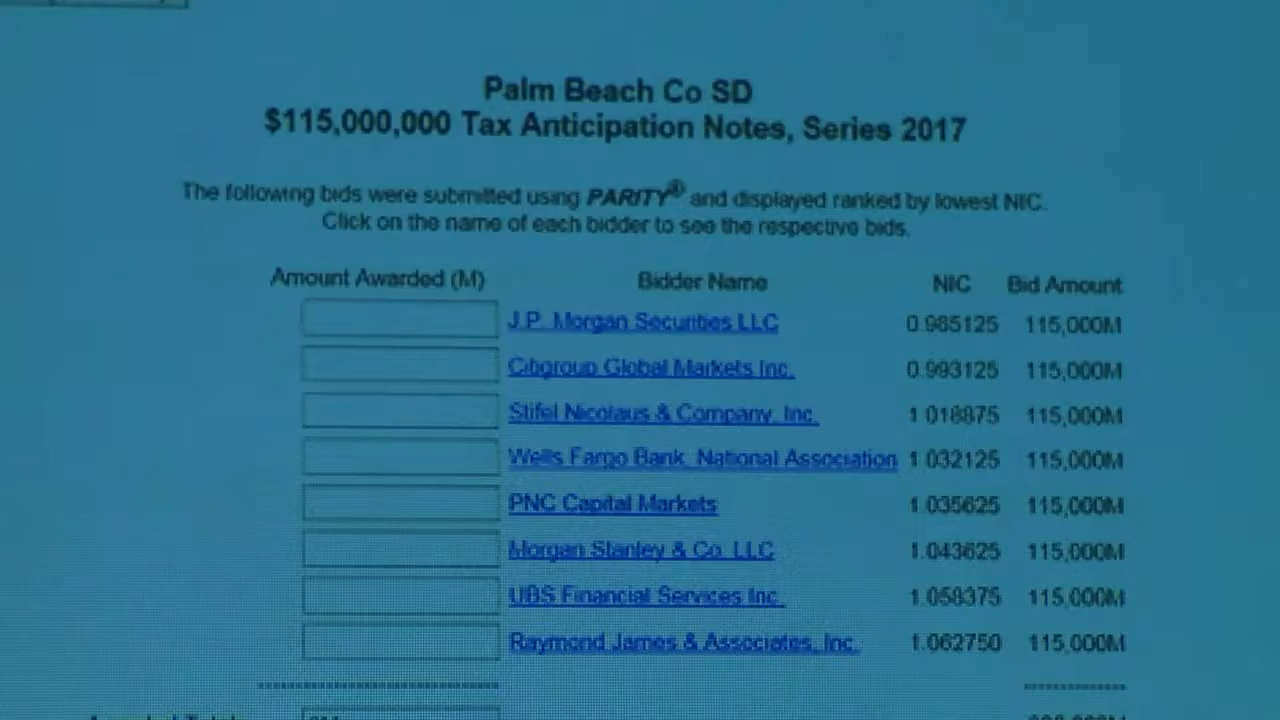 Palm Beach Co SD
$115,000,000 Tax Anticipation Notes, Series 2017
The following bids were submitted using PARITY® and displayed ranked by lowest NIC.
Click on the name of each bidder to see the respective bids.
Amount Awarded (M) Bidder Name NIC Bid Amount
J.P. Morgan Securities LLC 0.985125 115,000M
Citigroup Global Markets Inc. 0.993125 115,000M
Stifel Nicolaus & Company, Inc. 1.016875 115,000M
Wells Fargo Bank, National Association 1.032125 115,000M
PNC Capital Markets 1.035625 115,000M
Morgan Stanley & Co, LLC 1.043625 115,000M
UBS Financial Services Inc. 1.058375 115,000M
Raymond James & Associates, Inc. 1.062750 115,000M